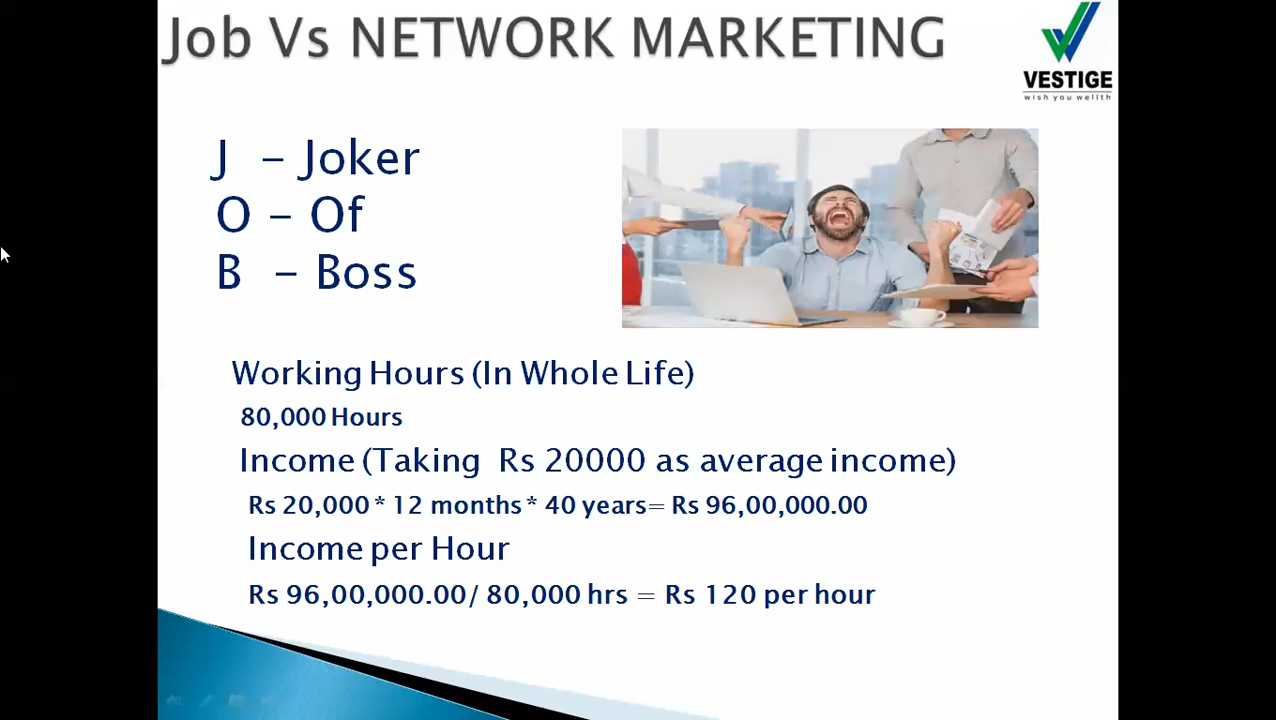 Job Vs NETWORK MARKETING
VESTIGE
wish you wellth
J - Joker
O - Of
B - Boss
Working Hours (In Whole Life)
80,000 Hours
Income (Taking Rs 20000 as average income)
Rs 20,000 * 12 months * 40 years= Rs 96,00,000.00
Income per Hour
Rs 96,00,000.00/ 80,000 hrs = Rs 120 per hour